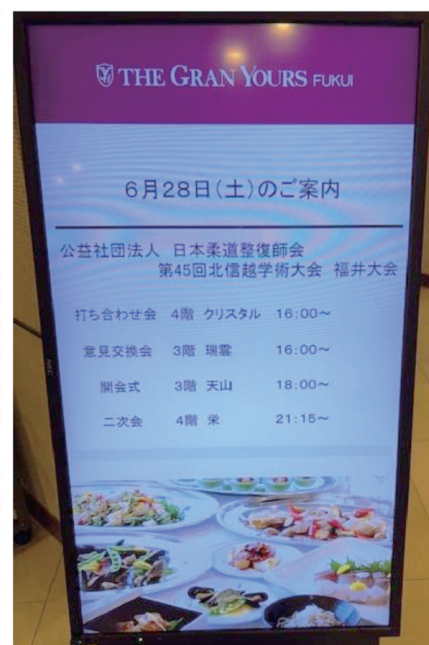 THE GRAN YOURS FUKUI
6月28日(土)のご案内
公益社団法人 日本柔道整復師会
第45回北信越学術大会 福井大会
打ち合わせ会 4階 クリスタル 16:00~
意見交換会 3階 瑞雲 16:00~
開会式 3階 天山 18:00~
二次会 4階 栄 21:15~